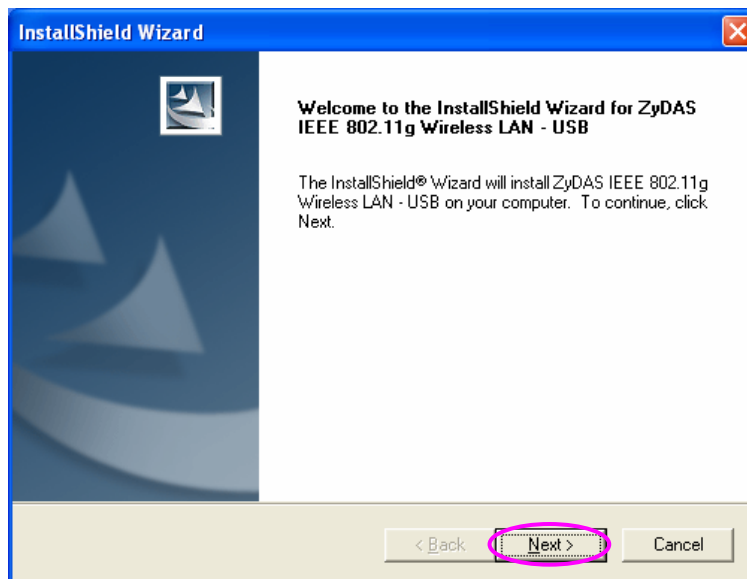 InstallShield Wizard
Welcome to the InstallShield Wizard for ZyDAS
IEEE 802.11g Wireless LAN - USB
The InstallShield® Wizard will install ZyDAS IEEE 802.11g
Wireless LAN - USB on your computer. To continue, click
Next.
< Back Next > Cancel